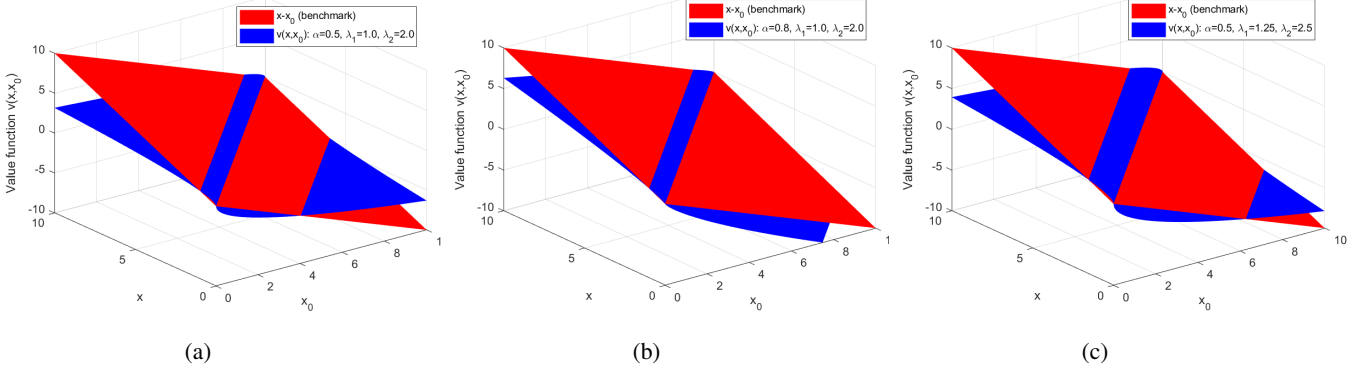 x-x0 (benchmark)
v(x,x0): α=0.5, λ1=1.0, λ2=2.0
Value function v(x,x0)
10
5
0
-5
-10
10
5
0
x
0
2
4
6
8
1
x0
(a)
x-x0 (benchmark)
v(x,x0): α=0.8, λ1=1.0, λ2=2.0
Value function v(x,x0)
10
5
0
-5
-10
10
5
0
x
0
2
4
6
8
1
x0
(b)
x-x0 (benchmark)
v(x,x0): α=0.5, λ1=1.25, λ2=2.5
Value function v(x,x0)
10
5
0
-5
-10
10
5
0
x
0
2
4
6
8
10
x0
(c)